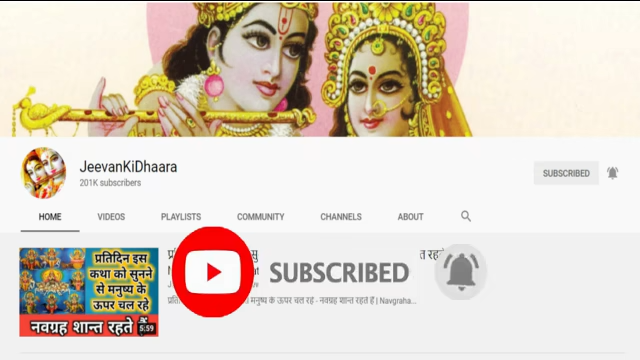 JeevanKiDhaara
201K subscribers
SUBSCRIBED
HOME VIDEOS PLAYLISTS COMMUNITY CHANNELS ABOUT
प्रतिदिन इस
कथा को सुनने
से मनुष्य के
ऊपर चल रहे
नवग्रह शान्त रहते हैं
5:59
SUBSCRIBED
के ऊपर चल रहे - नवग्रह शान्त रहते हैं | Navgraha...